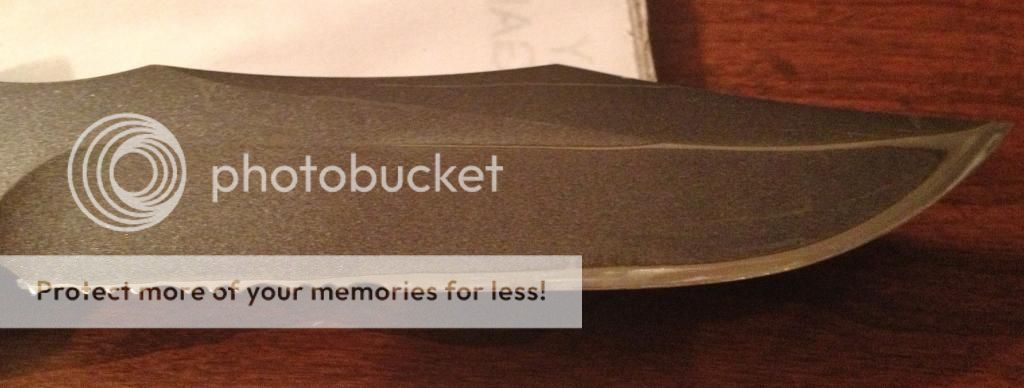 photobucket
Protect more of your memories for less!